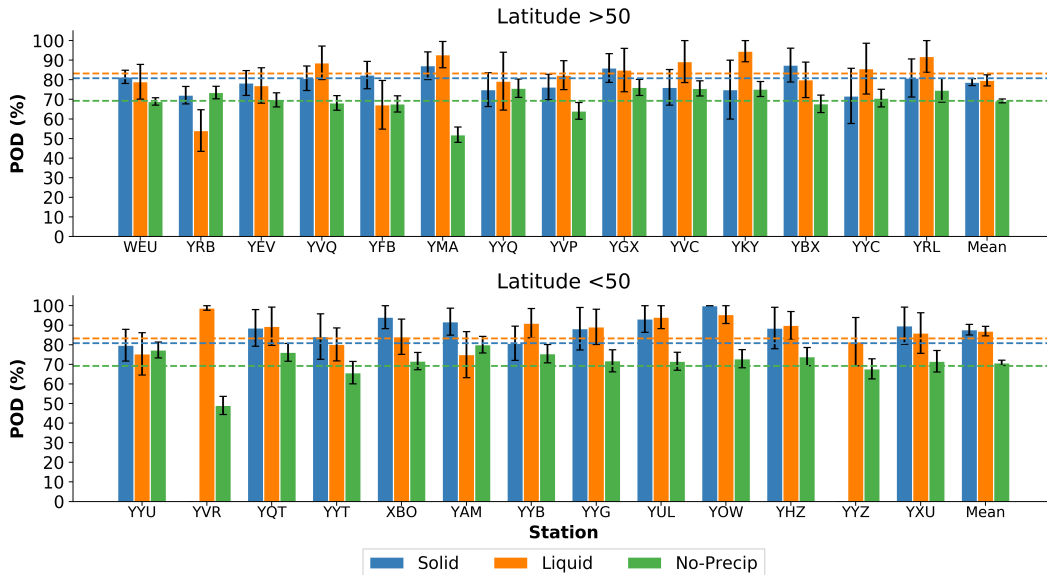 Latitude >50
POD (%)
100
90
80
70
60
50
40
30
20
10
0
WEU YRB YEV YVQ YFB YMA YYQ YVP YGX YVC YKY YBX YYC YRL Mean
Latitude <50
POD (%)
100
90
80
70
60
50
40
30
20
10
0
YYU YVR YQT YYT XBO YAM YYB YYG YUL YOW YHZ YYZ YXU Mean
Station
Solid Liquid No-Precip